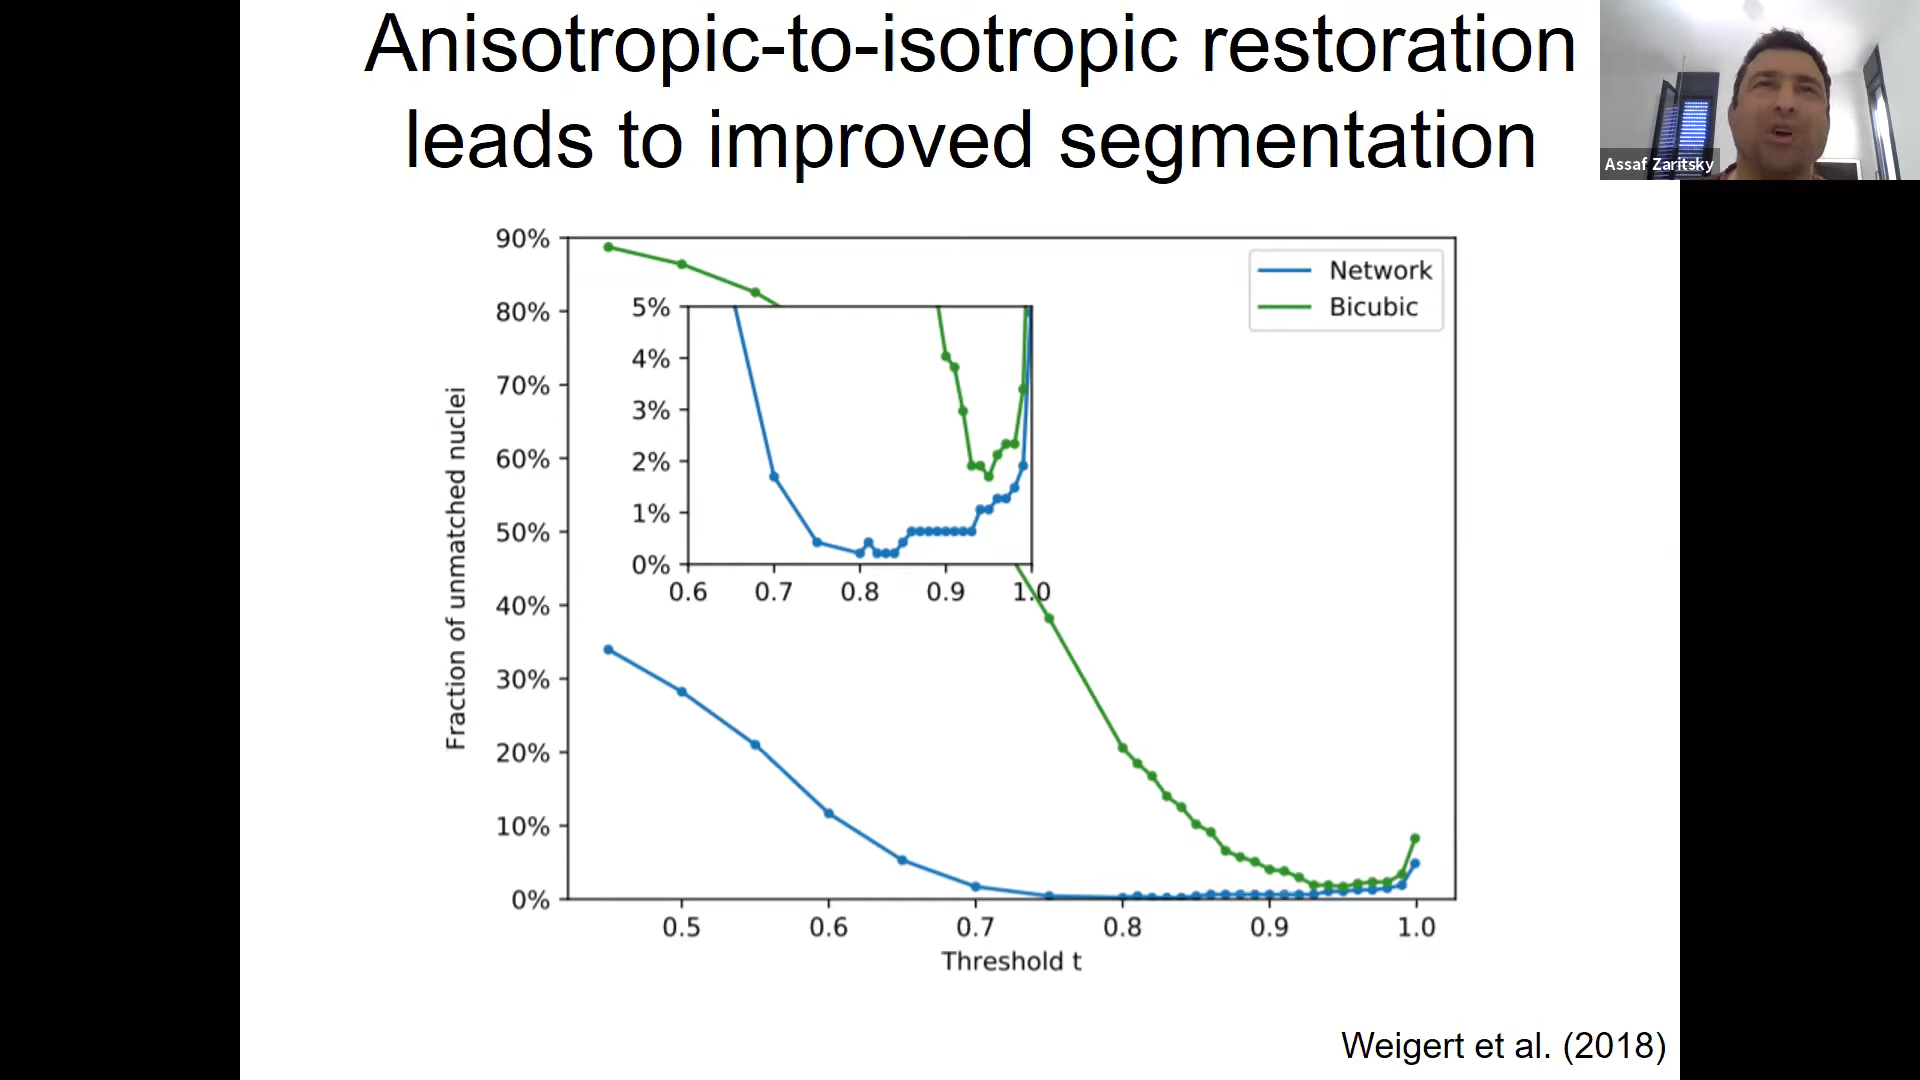 Anisotropic-to-isotropic restoration
leads to improved segmentation
Assaf Zaritsky
90%
80%
70%
60%
50%
40%
30%
20%
10%
0%
Fraction of unmatched nuclei
5%
4%
3%
2%
1%
0%
0.6 0.7 0.8 0.9 1.0
Network
Bicubic
0.5 0.6 0.7 0.8 0.9 1.0
Threshold t
Weigert et al. (2018)